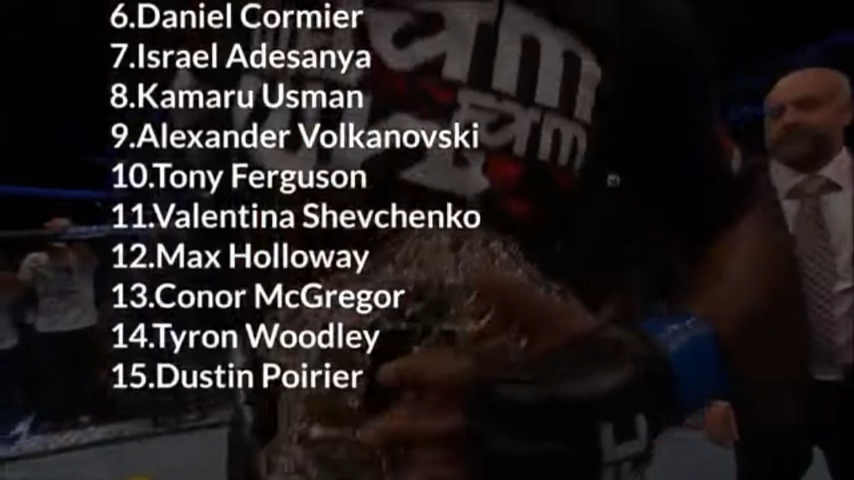 6.Daniel Cormier
7.Israel Adesanya
8.Kamaru Usman
9.Alexander Volkanovski
10.Tony Ferguson
11.Valentina Shevchenko
12.Max Holloway
13.Conor McGregor
14.Tyron Woodley
15.Dustin Poirier